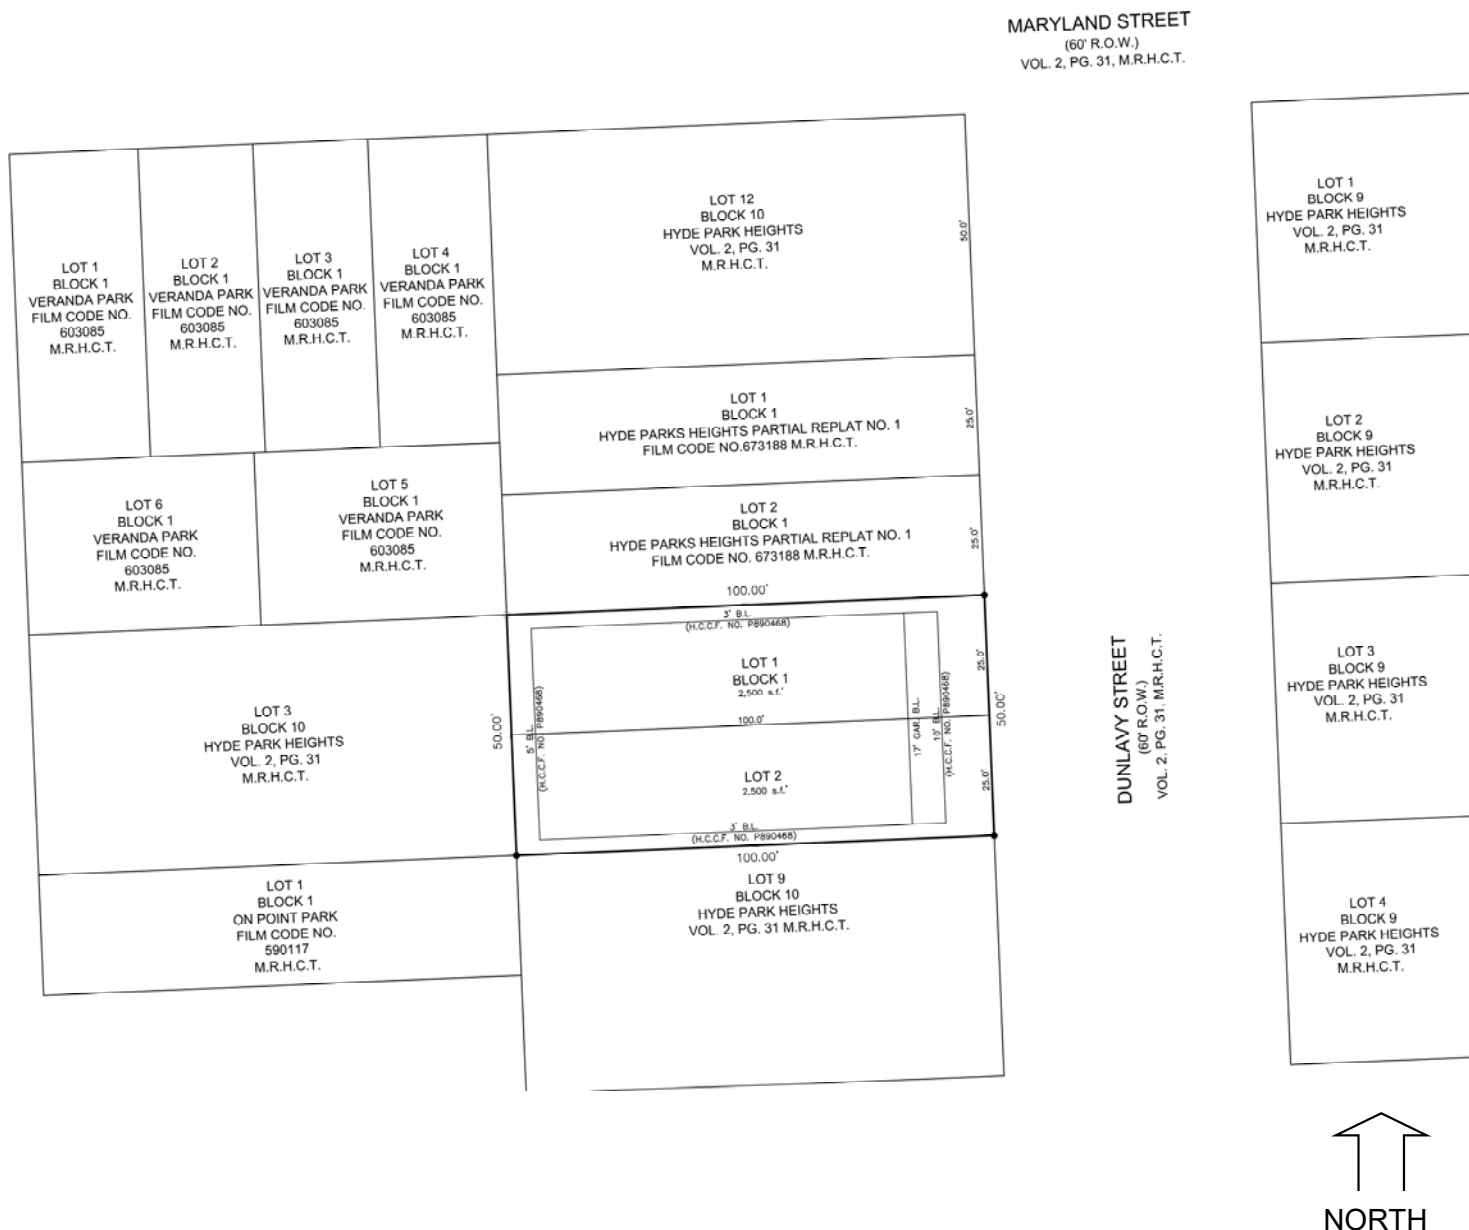 MARYLAND STREET
(60' R.O.W.)
VOL. 2, PG. 31, M.R.H.C.T.
LOT 1
BLOCK 1
VERANDA PARK
FILM CODE NO.
603085
M.R.H.C.T.
LOT 2
BLOCK 1
VERANDA PARK
FILM CODE NO.
603085
M.R.H.C.T.
LOT 3
BLOCK 1
VERANDA PARK
FILM CODE NO.
603085
M.R.H.C.T.
LOT 4
BLOCK 1
VERANDA PARK
FILM CODE NO.
603085
M.R.H.C.T.
LOT 12
BLOCK 10
HYDE PARK HEIGHTS
VOL. 2, PG. 31
M.R.H.C.T.
50.0'
LOT 1
BLOCK 9
HYDE PARK HEIGHTS
VOL. 2, PG. 31
M.R.H.C.T.
LOT 1
BLOCK 1
HYDE PARKS HEIGHTS PARTIAL REPLAT NO. 1
FILM CODE NO.673188 M.R.H.C.T.
25.0'
LOT 2
BLOCK 9
HYDE PARK HEIGHTS
VOL. 2, PG. 31
M.R.H.C.T.
LOT 6
BLOCK 1
VERANDA PARK
FILM CODE NO.
603085
M.R.H.C.T.
LOT 5
BLOCK 1
VERANDA PARK
FILM CODE NO.
603085
M.R.H.C.T.
LOT 2
BLOCK 1
HYDE PARKS HEIGHTS PARTIAL REPLAT NO. 1
FILM CODE NO. 673188 M.R.H.C.T.
25.0'
100.00'
3' B.L.
(H.C.C.F. NO. P890468)
LOT 1
BLOCK 1
2,500 s.f.'
25.0'
100.0'
50.00'
5' B.L.
(H.C.C.F. NO. P890468)
17' GAR. B.L.
10' B.L.
(H.C.C.F. NO. P890468)
50.00'
LOT 2
2,500 s.f.'
25.0'
3' B.L.
(H.C.C.F. NO. P890468)
100.00'
LOT 3
BLOCK 10
HYDE PARK HEIGHTS
VOL. 2, PG. 31
M.R.H.C.T.
DUNLAVY STREET
(60' R.O.W.)
VOL. 2, PG. 31, M.R.H.C.T.
LOT 3
BLOCK 9
HYDE PARK HEIGHTS
VOL. 2, PG. 31
M.R.H.C.T.
LOT 1
BLOCK 1
ON POINT PARK
FILM CODE NO.
590117
M.R.H.C.T.
LOT 9
BLOCK 10
HYDE PARK HEIGHTS
VOL. 2, PG. 31 M.R.H.C.T.
LOT 4
BLOCK 9
HYDE PARK HEIGHTS
VOL. 2, PG. 31
M.R.H.C.T.
NORTH